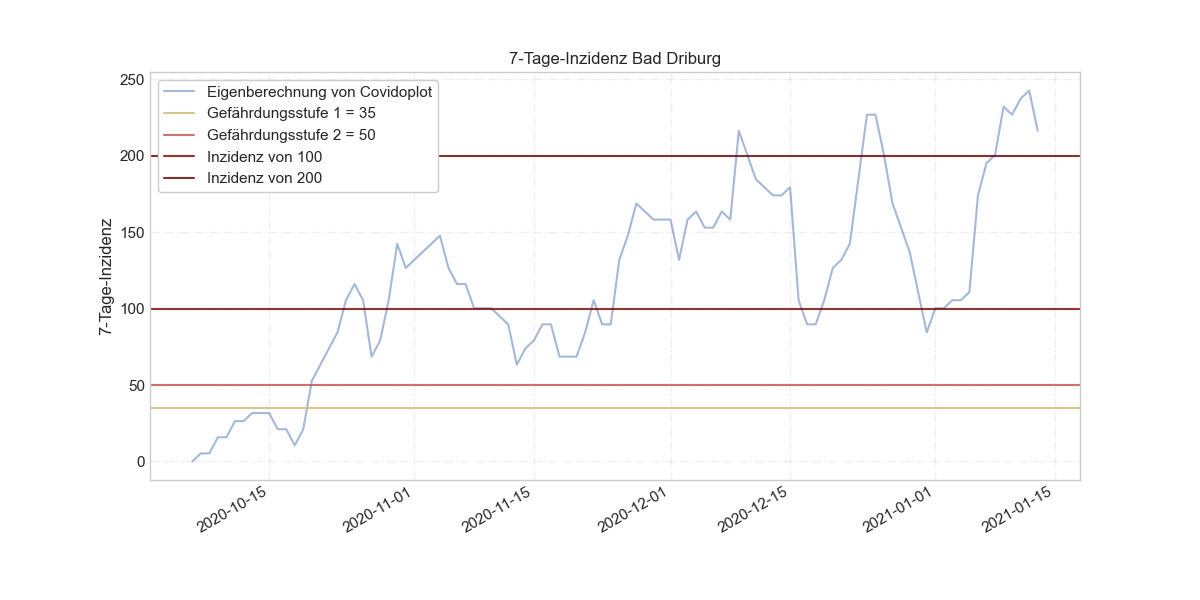 7-Tage-Inzidenz Bad Driburg
250
200
150
100
50
0
7-Tage-Inzidenz
Eigenberechnung von Covidoplot
Gefährdungsstufe 1 = 35
Gefährdungsstufe 2 = 50
Inzidenz von 100
Inzidenz von 200
2020-10-15
2020-11-01
2020-11-15
2020-12-01
2020-12-15
2021-01-01
2021-01-15